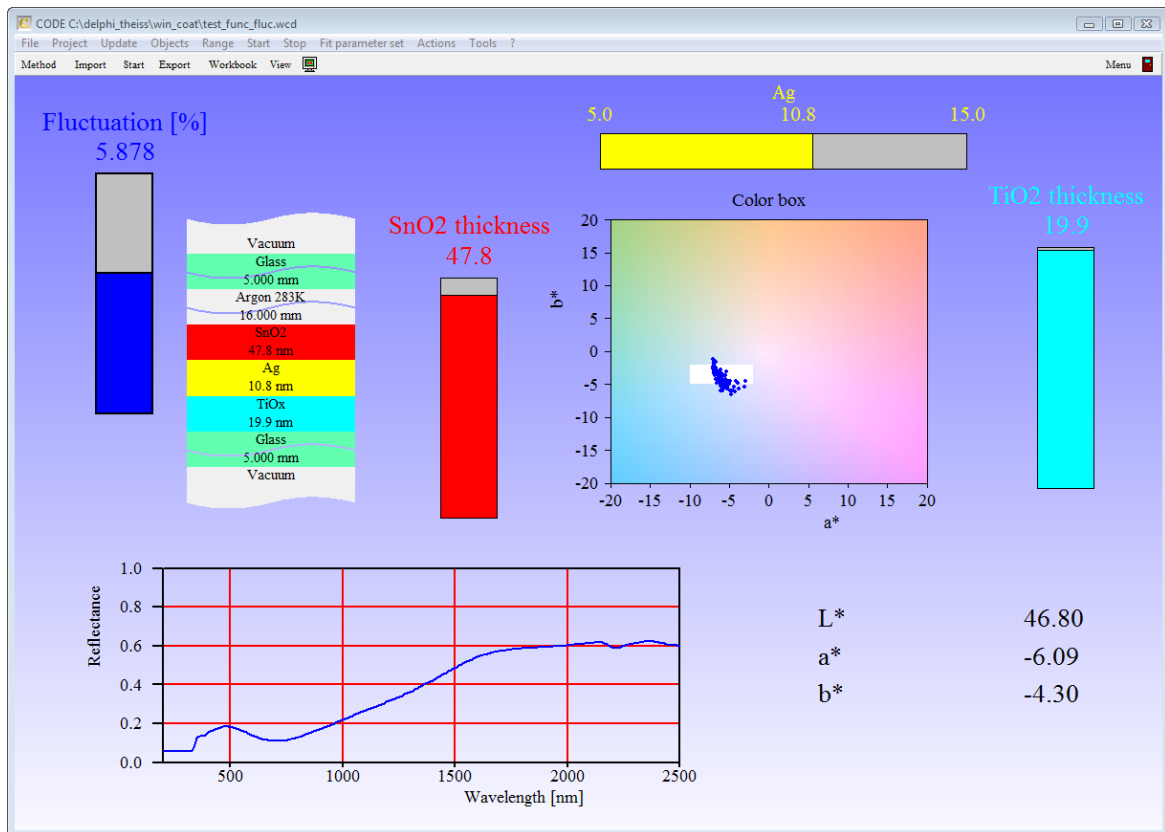 CODE C:\delphi_theiss\win_coat\test_func_fluc.wcd
File Project Update Objects Range Start Stop Fit parameter set Actions Tools ?
Method Import Start Export Workbook View Menu
Fluctuation [%]
5.878
Ag
5.0 10.8 15.0
Vacuum
Glass
5.000 mm
Argon 283K
16.000 mm
SnO2
47.8 nm
Ag
10.8 nm
TiOx
19.9 nm
Glass
5.000 mm
Vacuum
SnO2 thickness
47.8
Color box
20
15
10
5
0
-5
-10
-15
-20
b*
-20 -15 -10 -5 0 5 10 15 20
a*
TiO2 thickness
19.9
Reflectance
1.0
0.8
0.6
0.4
0.2
0.0
500 1000 1500 2000 2500
Wavelength [nm]
L* 46.80
a* -6.09
b* -4.30